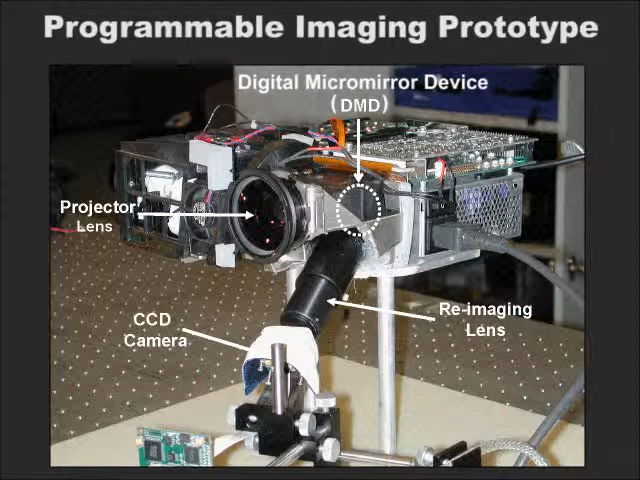 Programmable Imaging Prototype
Digital Micromirror Device
(DMD)
Projector
Lens
CCD
Camera
Re-imaging
Lens